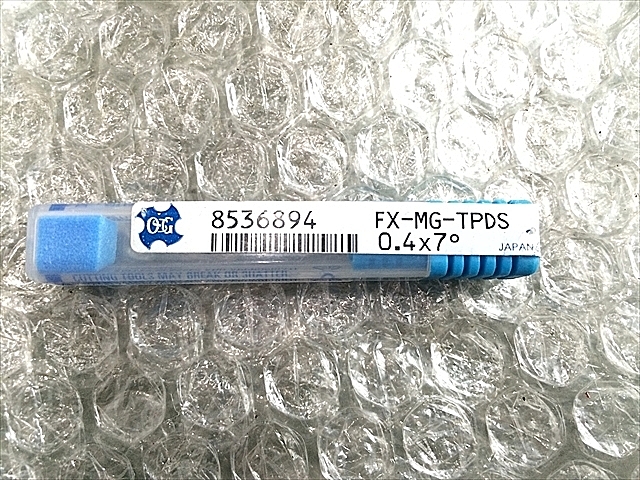 OSG
8536894
FX-MG-TPDS
0.4x7°
JAPAN
CUTTING TOOLS MAY BREAK OR SHATTER